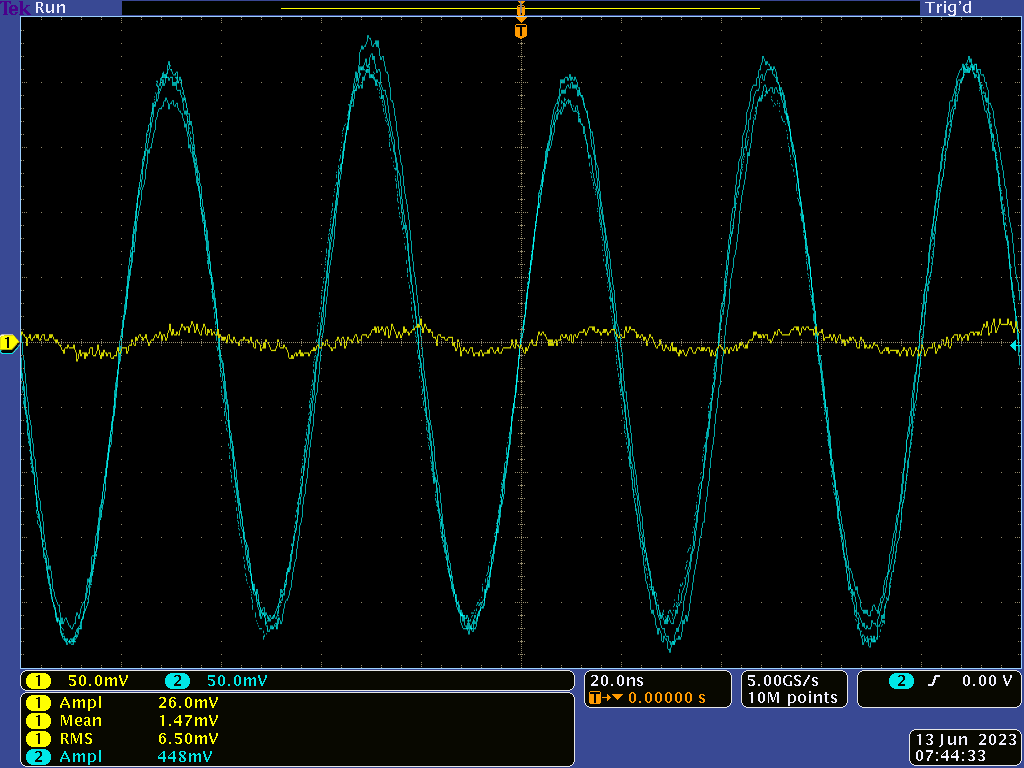 Tek Run Trig'd
T
T
1
1 50.0mV 2 50.0mV
1 Ampl 26.0mV
1 Mean 1.47mV
1 RMS 6.50mV
2 Ampl 448mV
20.0ns
T→▼ 0.00000 s
5.00GS/s
10M points
2 0.00 V
13 Jun 2023
07:44:33